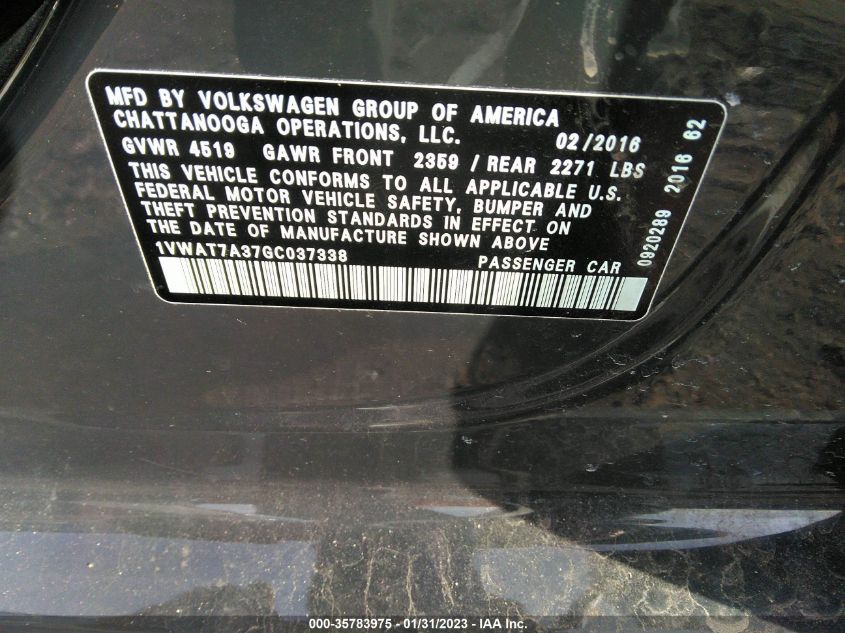 MFD BY VOLKSWAGEN GROUP OF AMERICA
CHATTANOOGA OPERATIONS, LLC. 02/2016
GVWR 4519 GAWR FRONT 2359 / REAR 2271 LBS
THIS VEHICLE CONFORMS TO ALL APPLICABLE U.S.
FEDERAL MOTOR VEHICLE SAFETY, BUMPER AND
THEFT PREVENTION STANDARDS IN EFFECT ON
THE DATE OF MANUFACTURE SHOWN ABOVE
1VWAT7A37GC037338 PASSENGER CAR
0920289 2016 62
000-35783975 - 01/31/2023 - IAA Inc.